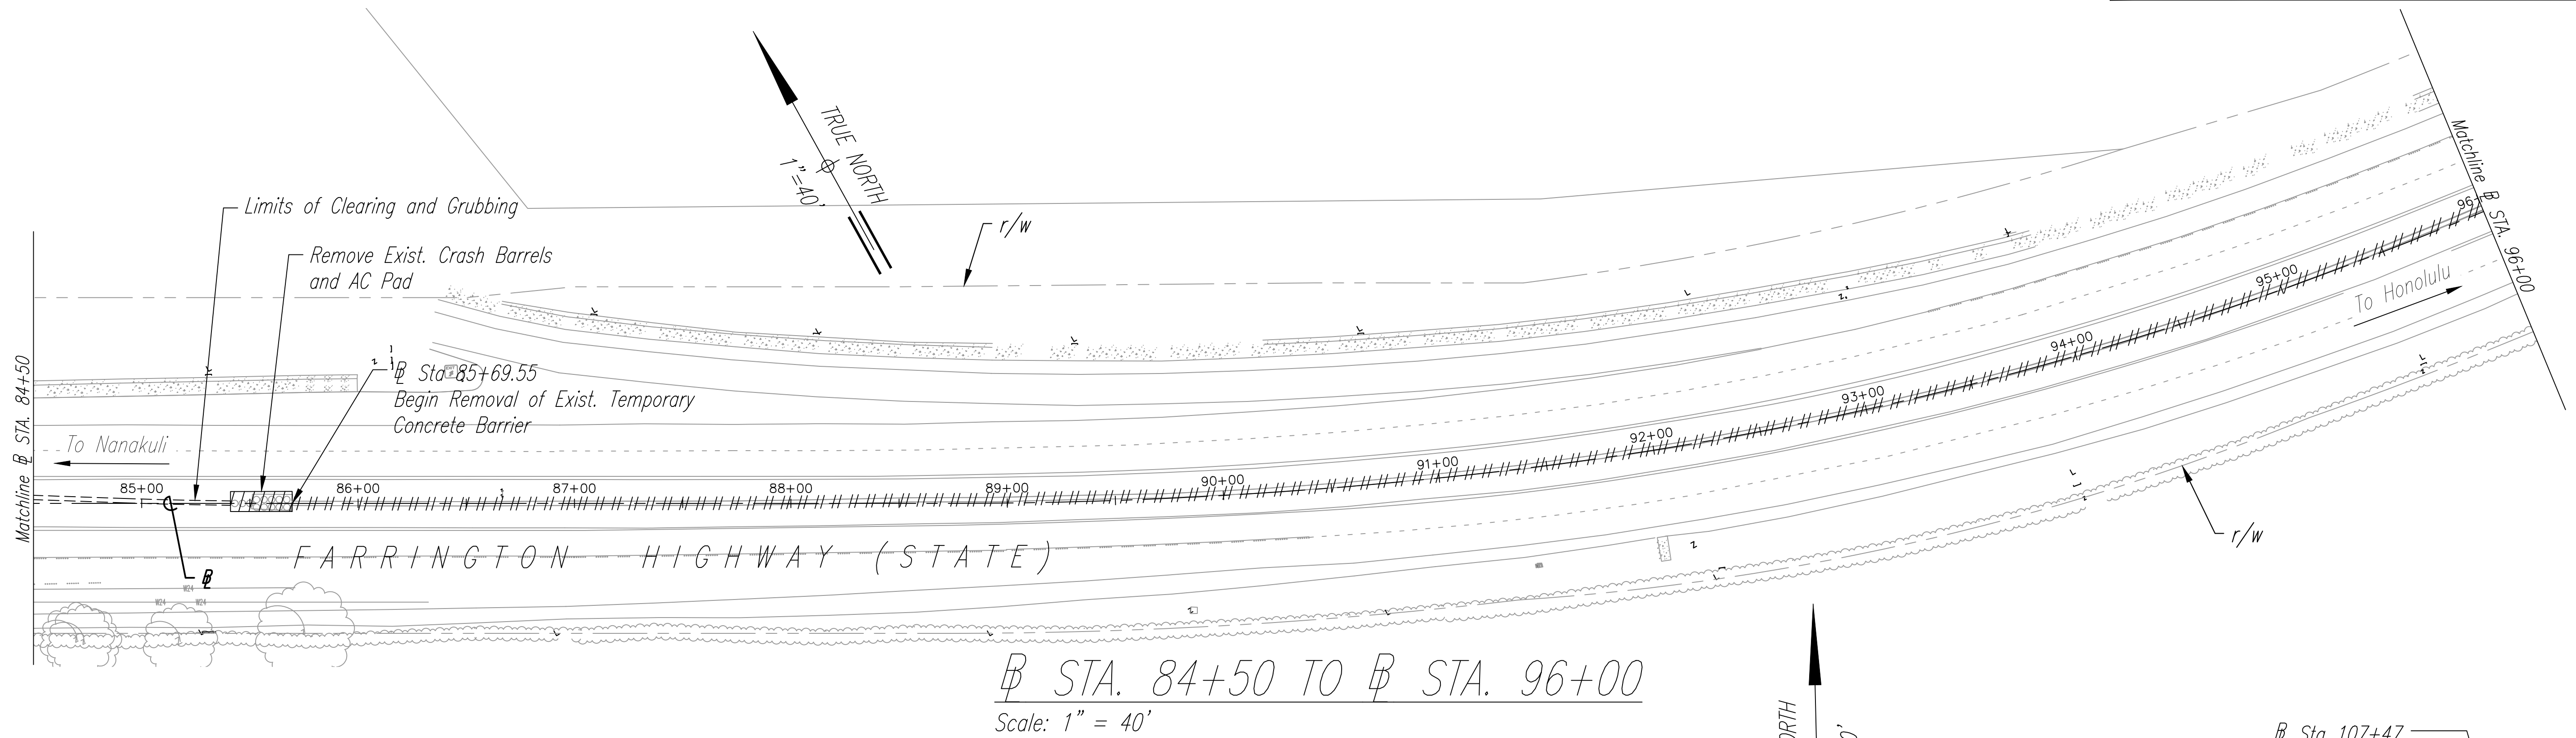 TRUE NORTH
1"=40'
Limits of Clearing and Grubbing
Remove Exist. Crash Barrels
and AC Pad
r/w
Matchline ℄ STA. 84+50
Matchline ℄ STA. 96+00
℄ Sta 85+69.55
Begin Removal of Exist. Temporary
Concrete Barrier
To Nanakuli
To Honolulu
85+00
86+00
87+00
88+00
89+00
90+00
91+00
92+00
93+00
94+00
95+00
FARRINGTON HIGHWAY (STATE)
℄
W24
W24 W24
r/w
℄ STA. 84+50 TO ℄ STA. 96+00
Scale: 1" = 40'
℄ Sta 107+47